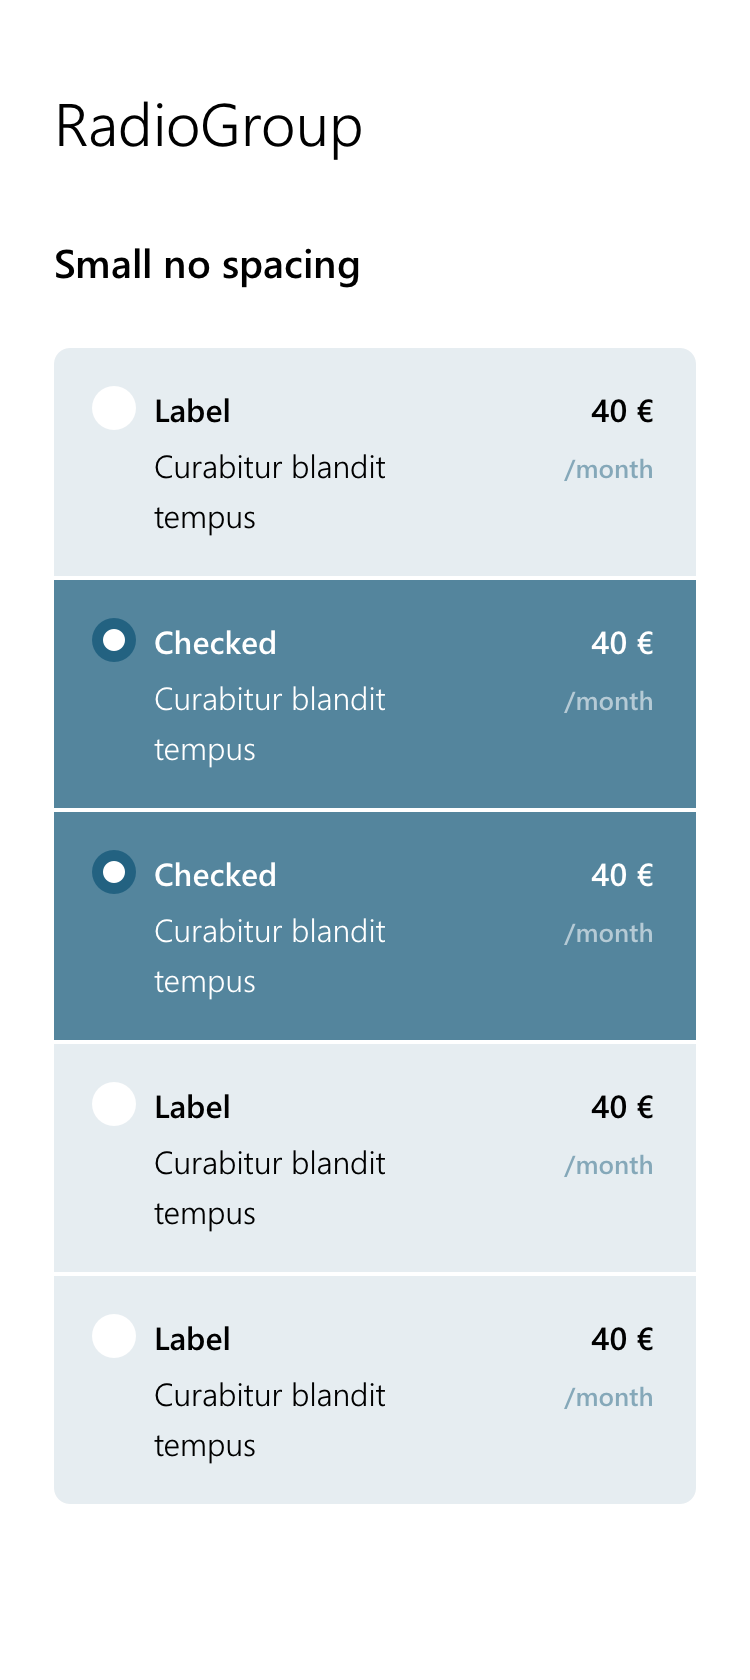 RadioGroup
Small no spacing
Label 40 €
Curabitur blandit /month
tempus
Checked 40 €
Curabitur blandit /month
tempus
Checked 40 €
Curabitur blandit /month
tempus
Label 40 €
Curabitur blandit /month
tempus
Label 40 €
Curabitur blandit /month
tempus